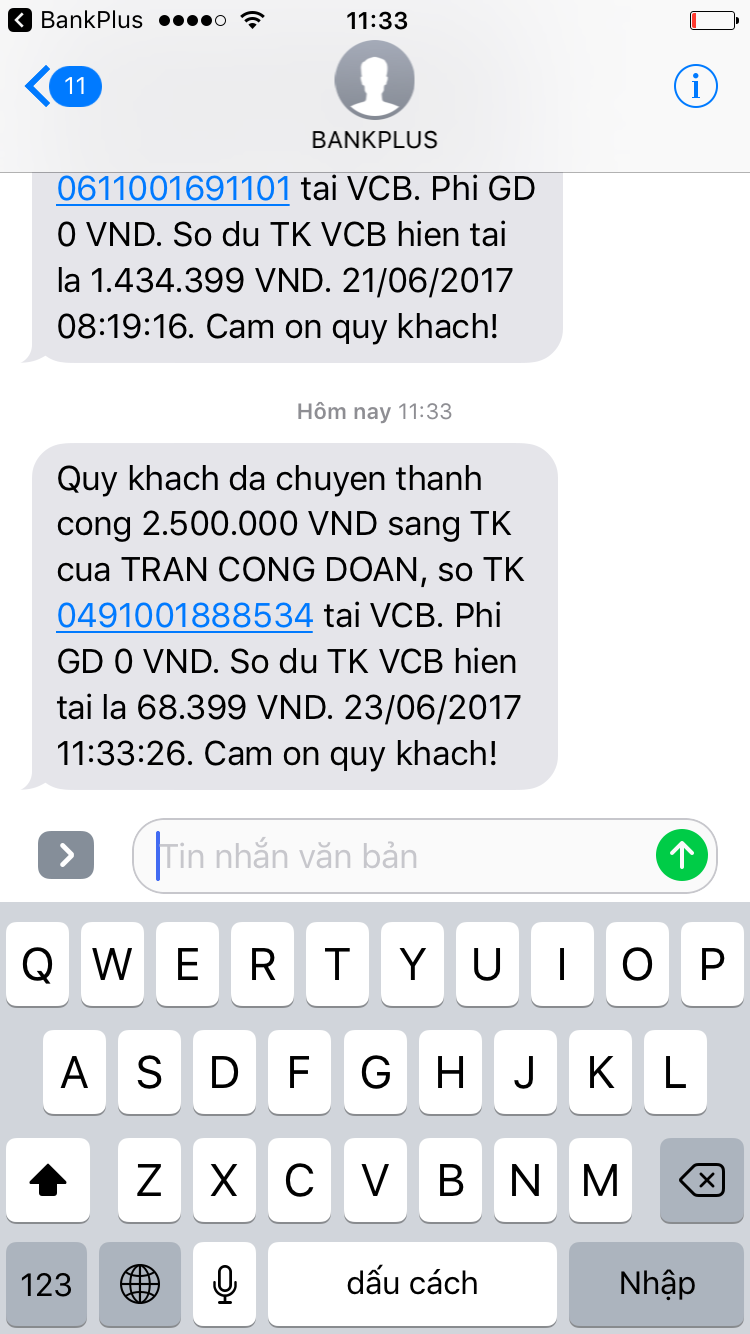 BankPlus
11:33
11
BANKPLUS
0611001691101 tai VCB. Phi GD
0 VND. So du TK VCB hien tai
la 1.434.399 VND. 21/06/2017
08:19:16. Cam on quy khach!
Hôm nay 11:33
Quy khach da chuyen thanh
cong 2.500.000 VND sang TK
cua TRAN CONG DOAN, so TK
0491001888534 tai VCB. Phi
GD 0 VND. So du TK VCB hien
tai la 68.399 VND. 23/06/2017
11:33:26. Cam on quy khach!
Tin nhắn văn bản
Q W E R T Y U I O P
A S D F G H J K L
Z X C V B N M
123 dấu cách Nhập